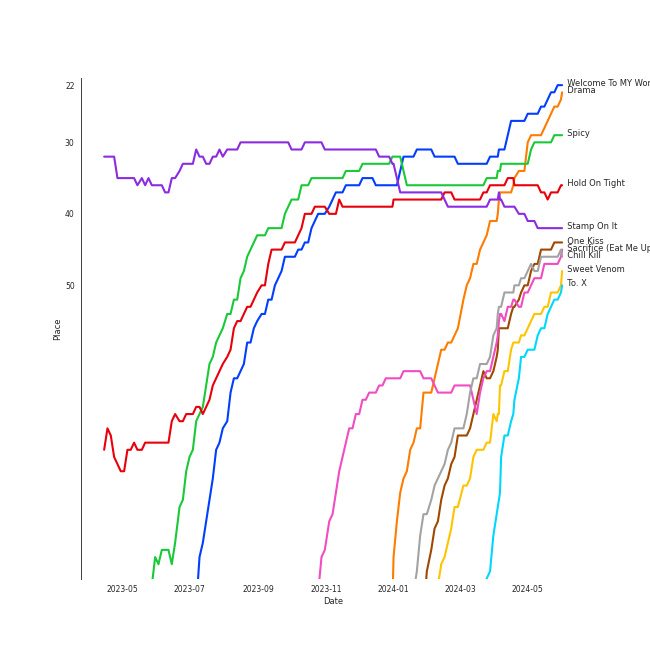 22
30
40
50
Place
2023-05
2023-07
2023-09
2023-11
2024-01
2024-03
2024-05
Date
Welcome To MY Wor
Drama
Spicy
Hold On Tight
Stamp On It
One Kiss
Sacrifice (Eat Me Up
Chill Kill
Sweet Venom
To. X